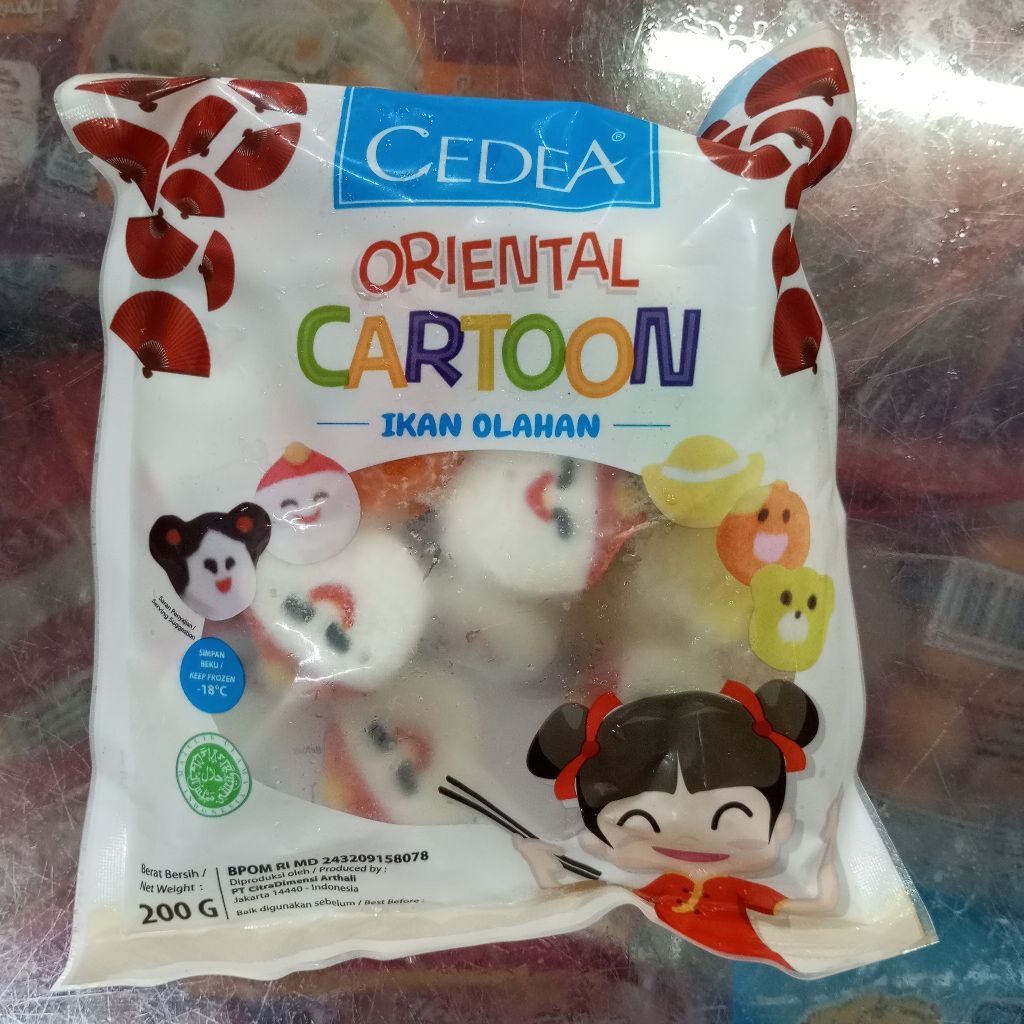 CEDEA®
ORIENTAL
CARTOON
IKAN OLAHAN
Saran Penyajian /
Serving Suggestion
SIMPAN
BEKU /
KEEP FROZEN
-18°C
حلال
INDONESIA
Berat Bersih /
Net Weight :
200 G
BPOM RI MD 243209158078
Diproduksi oleh / Produced by :
PT CitraDimensi Arthali
Jakarta 14440 - Indonesia
Baik digunakan sebelum / Best Before :